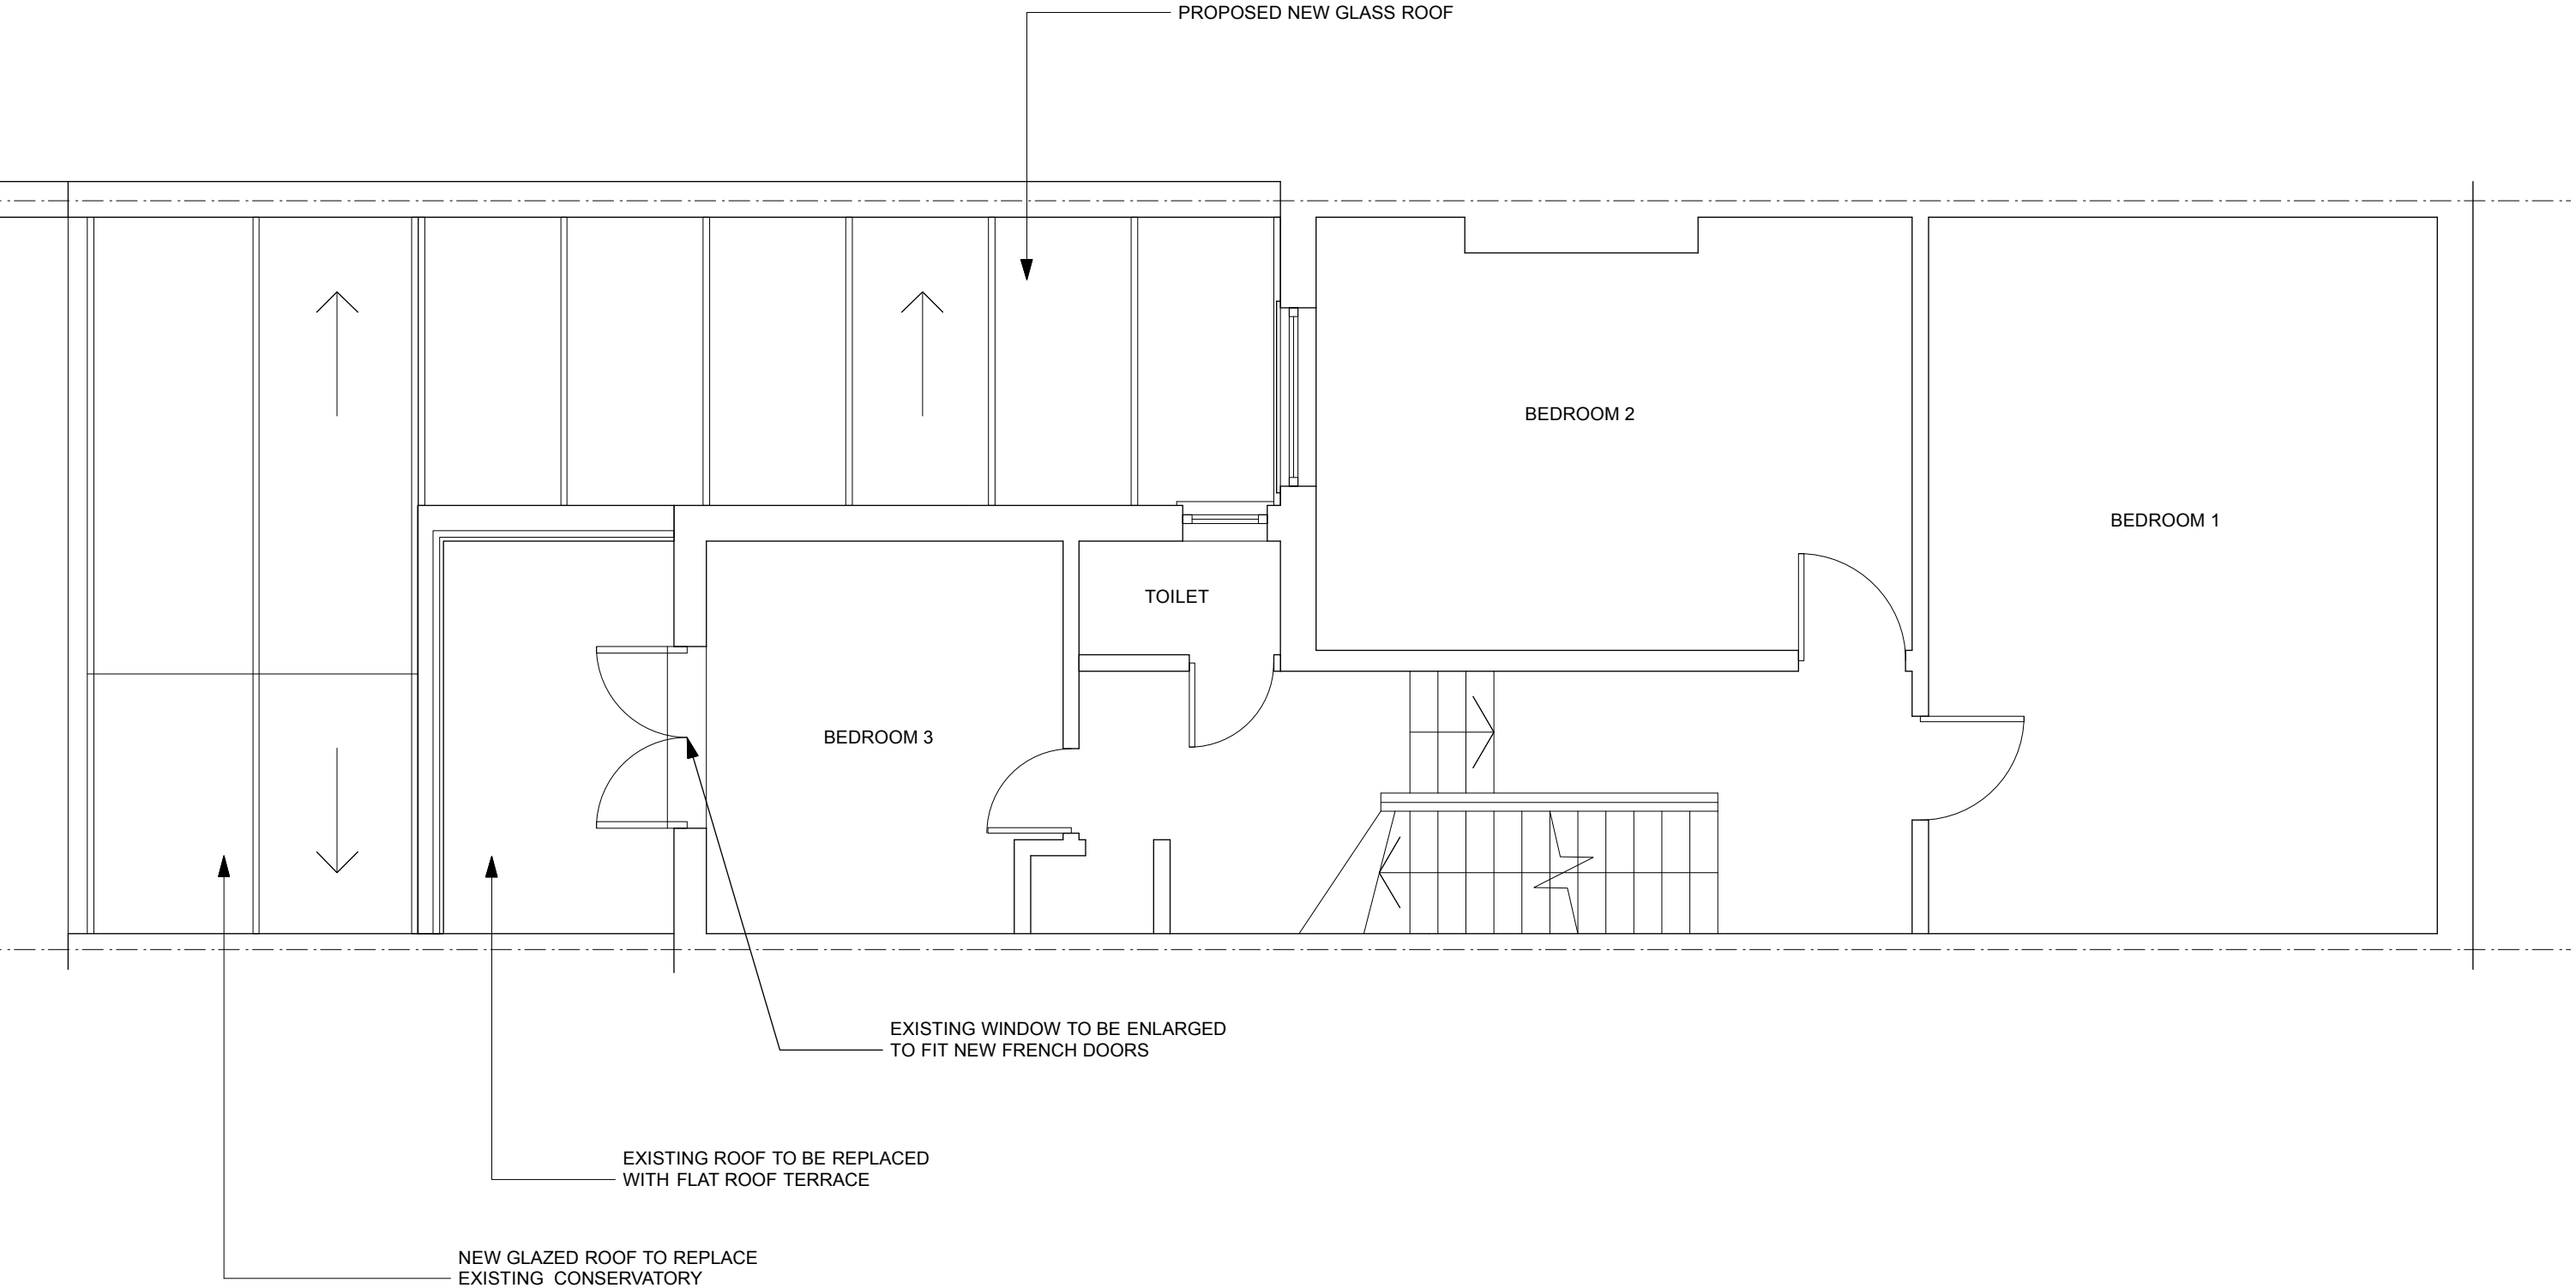 PROPOSED NEW GLASS ROOF
BEDROOM 2
BEDROOM 1
TOILET
BEDROOM 3
EXISTING WINDOW TO BE ENLARGED
TO FIT NEW FRENCH DOORS
EXISTING ROOF TO BE REPLACED
WITH FLAT ROOF TERRACE
NEW GLAZED ROOF TO REPLACE
EXISTING CONSERVATORY